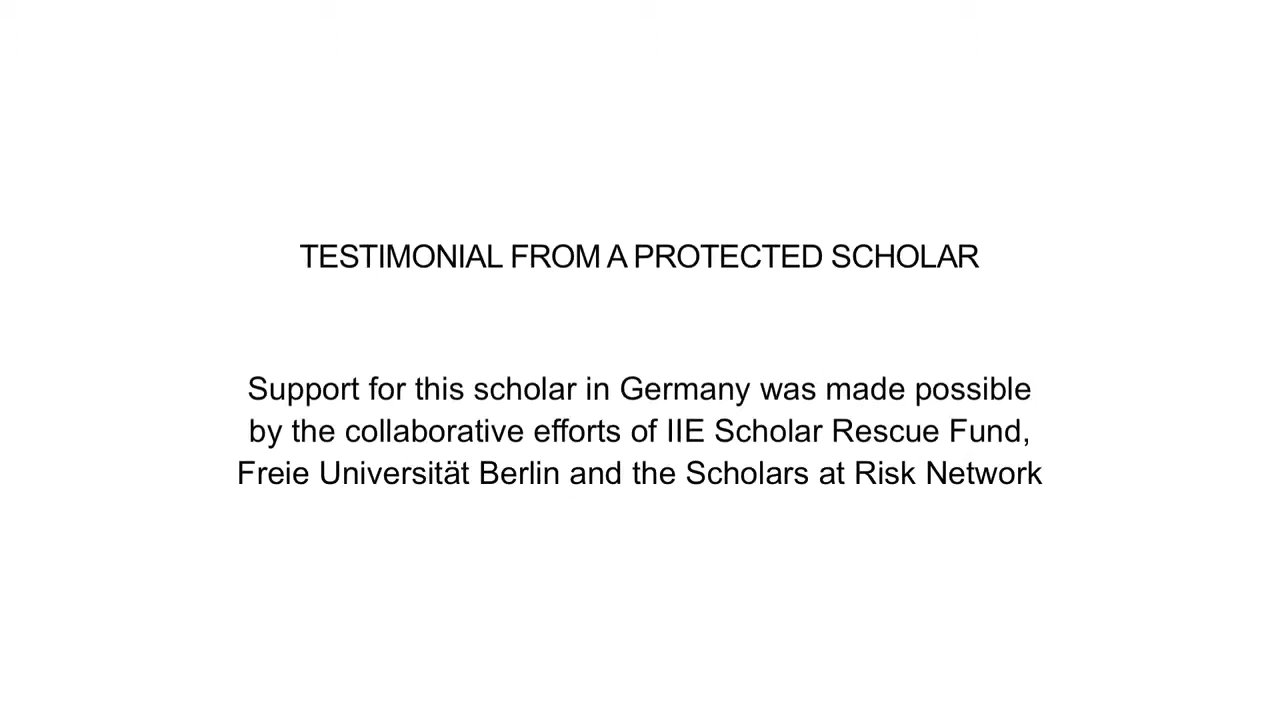 TESTIMONIAL FROM A PROTECTED SCHOLAR
Support for this scholar in Germany was made possible
by the collaborative efforts of IIE Scholar Rescue Fund,
Freie Universität Berlin and the Scholars at Risk Network